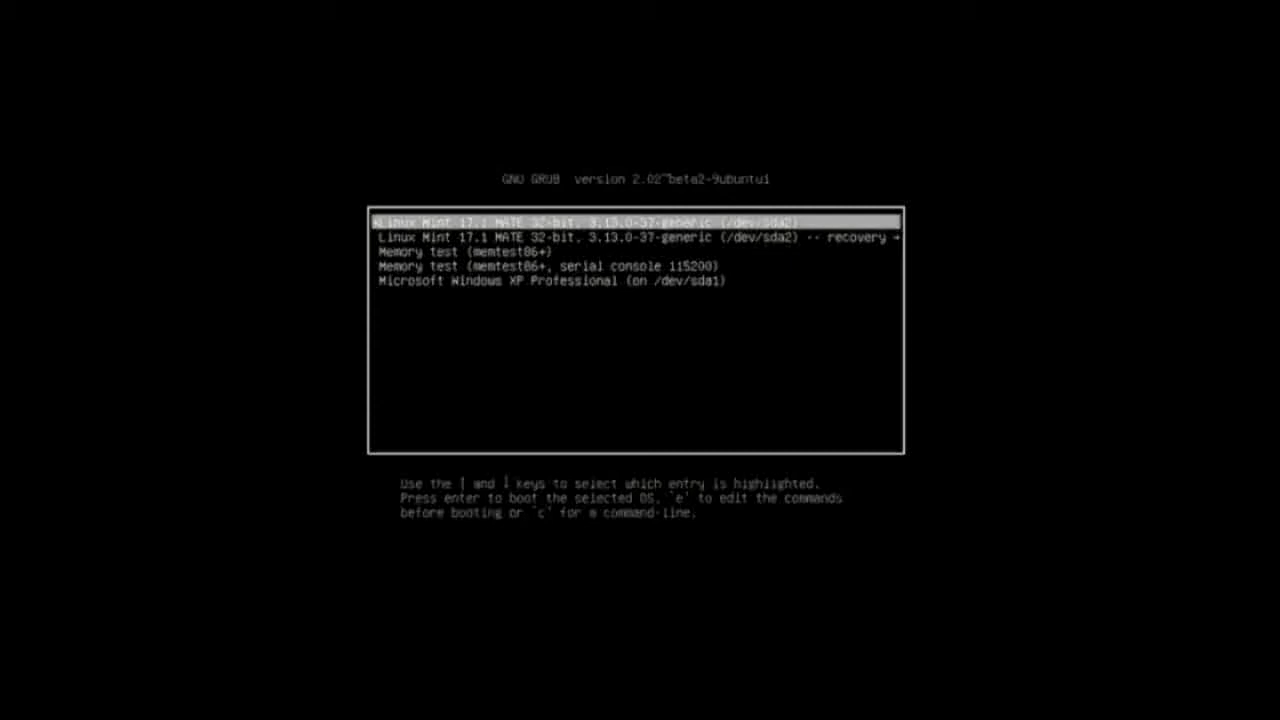 GNU GRUB  version 2.02~beta2-9ubuntu1
*Linux Mint 17.1 MATE 32-bit, 3.13.0-37-generic (/dev/sda2)
Linux Mint 17.1 MATE 32-bit, 3.13.0-37-generic (/dev/sda2) -- recovery →
Memory test (memtest86+)
Memory test (memtest86+, serial console 115200)
Microsoft Windows XP Professional (on /dev/sda1)
Use the ↑ and ↓ keys to select which entry is highlighted.
Press enter to boot the selected OS, `e' to edit the commands
before booting or `c' for a command-line.